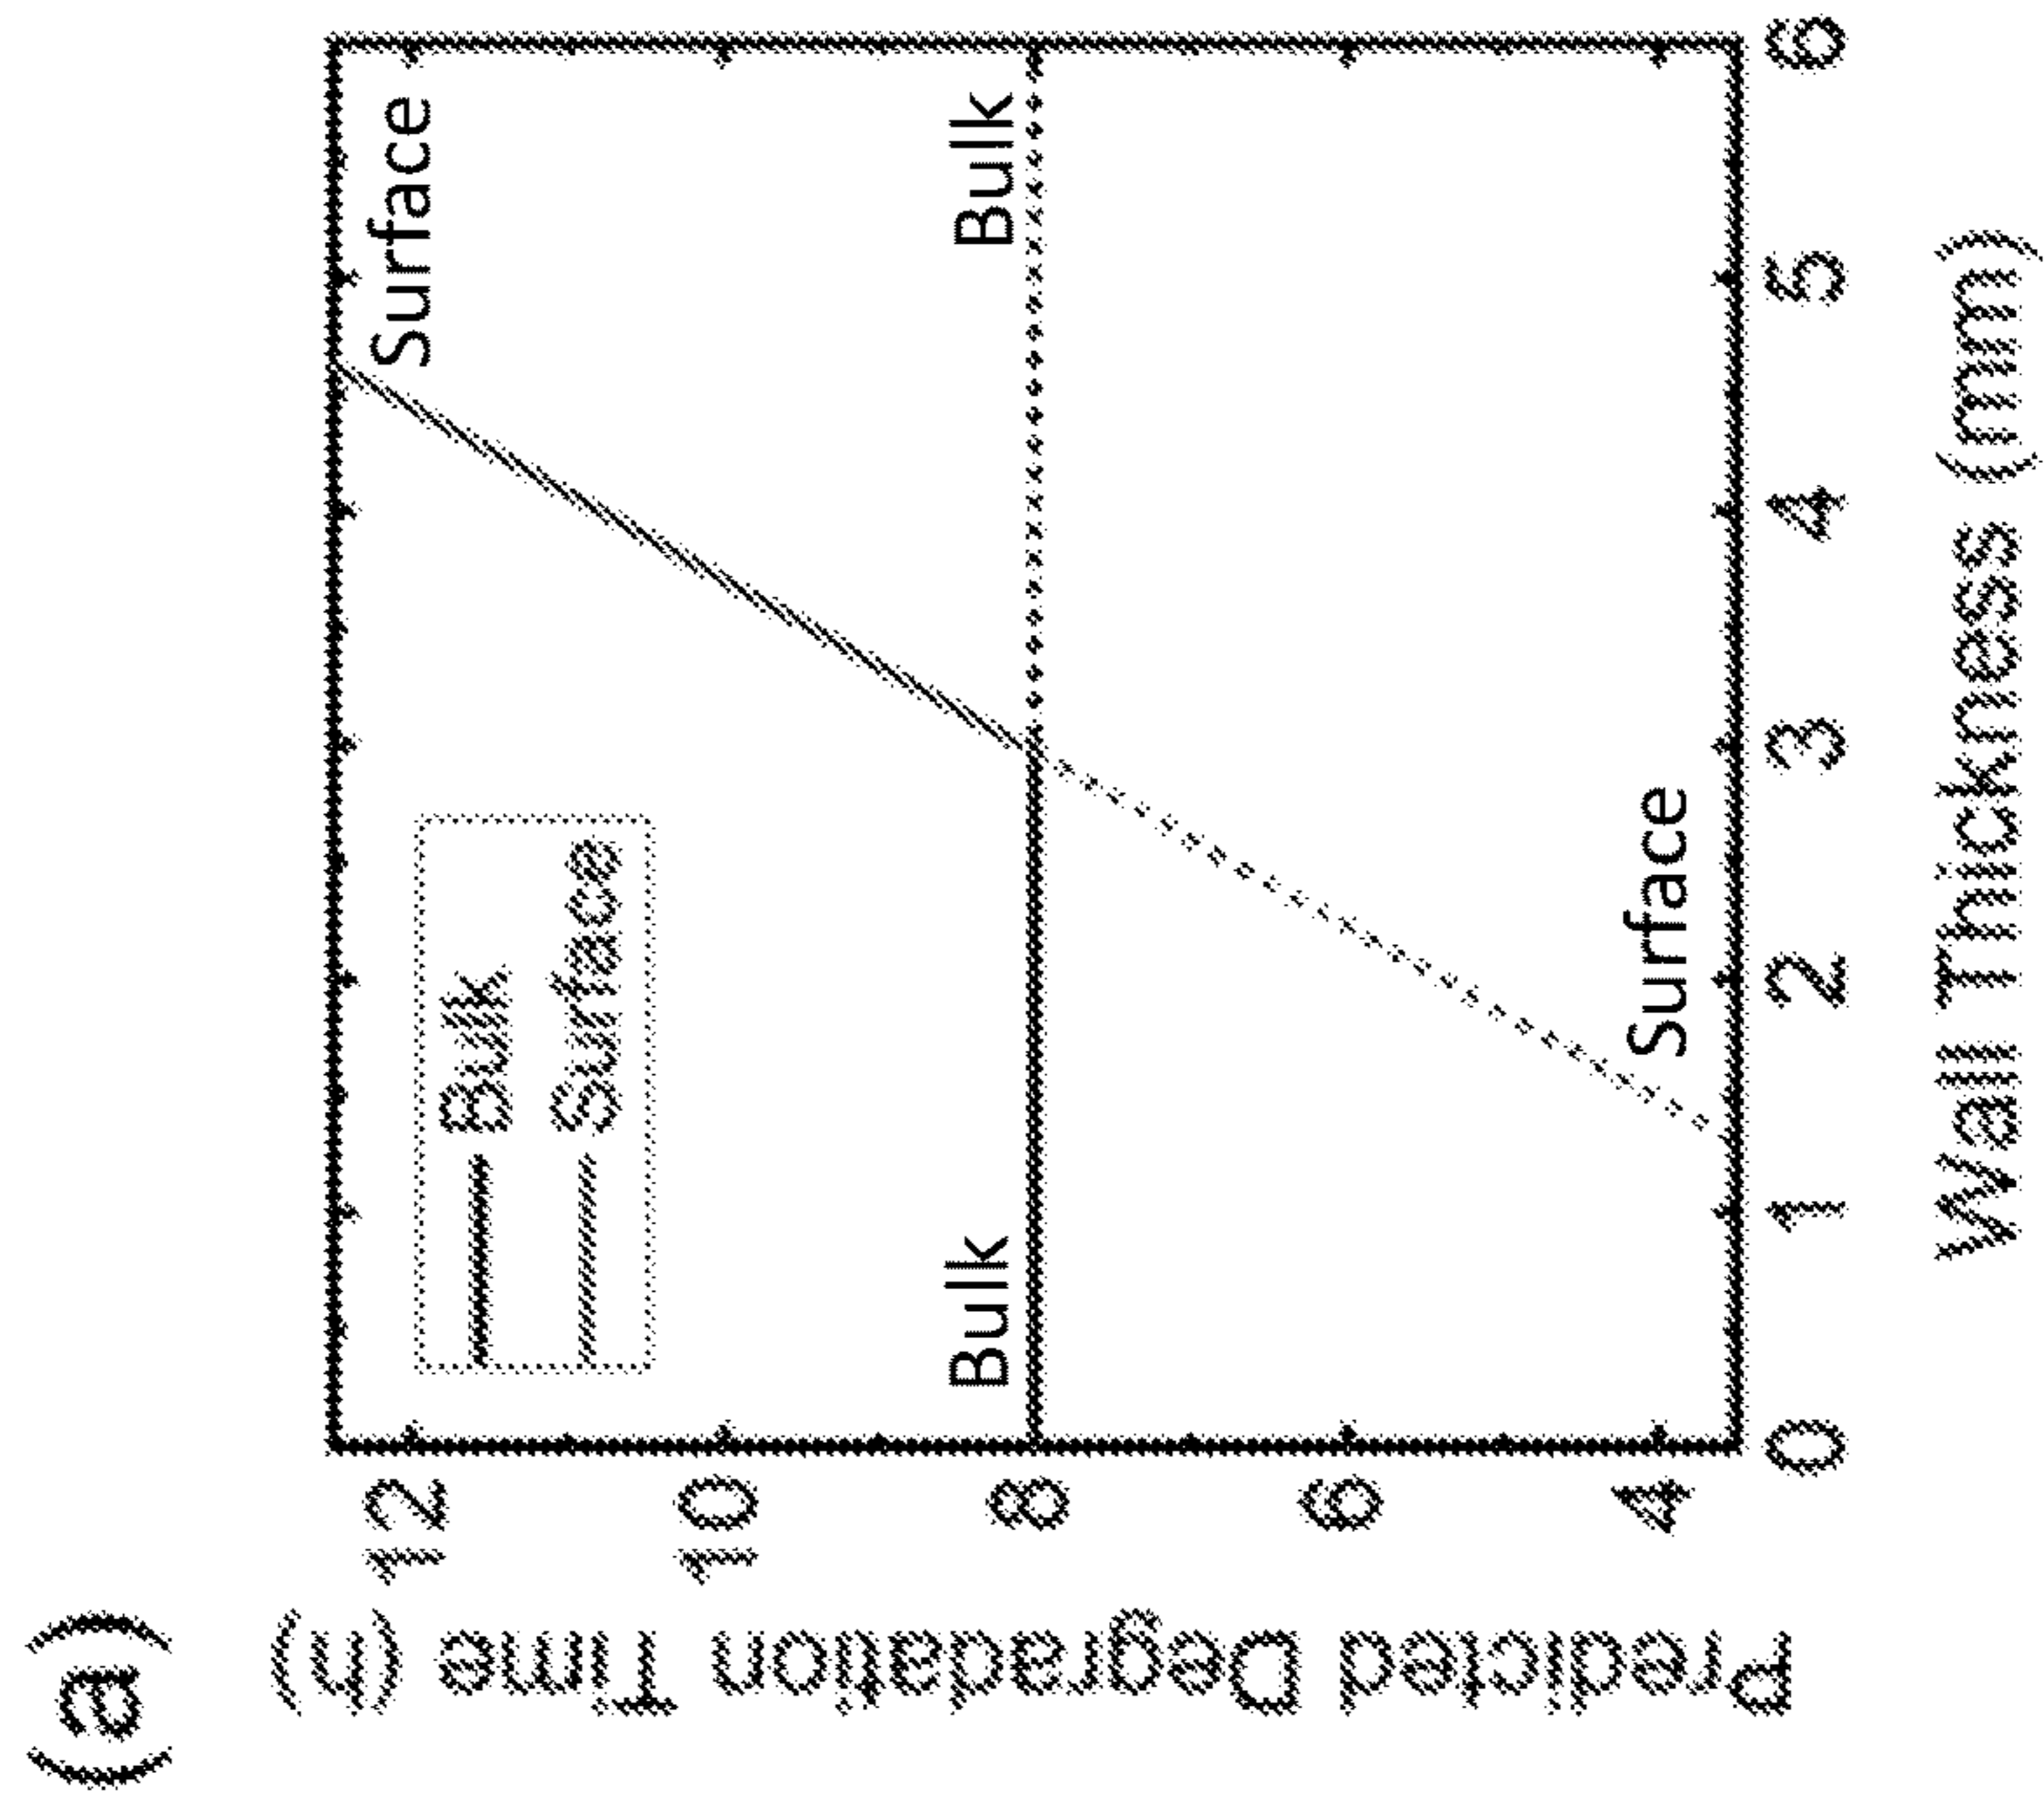 (a)
Predicted Degradation Time (h)
12
10
8
6
4
Bulk
Surface
Surface
Bulk
Bulk
Surface
0
1
2
3
4
5
6
Wall Thickness (mm)